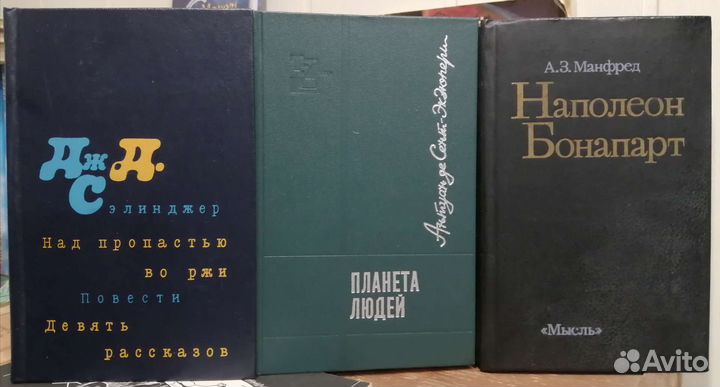 Дж Д.
Сэлинджер
Над пропастью
во ржи
Повести
Девять
рассказов
Антуан де Сент-Экзюпери
ПЛАНЕТА
ЛЮДЕЙ
А.З. Манфред
Наполеон
Бонапарт
«Мысль»
Avito